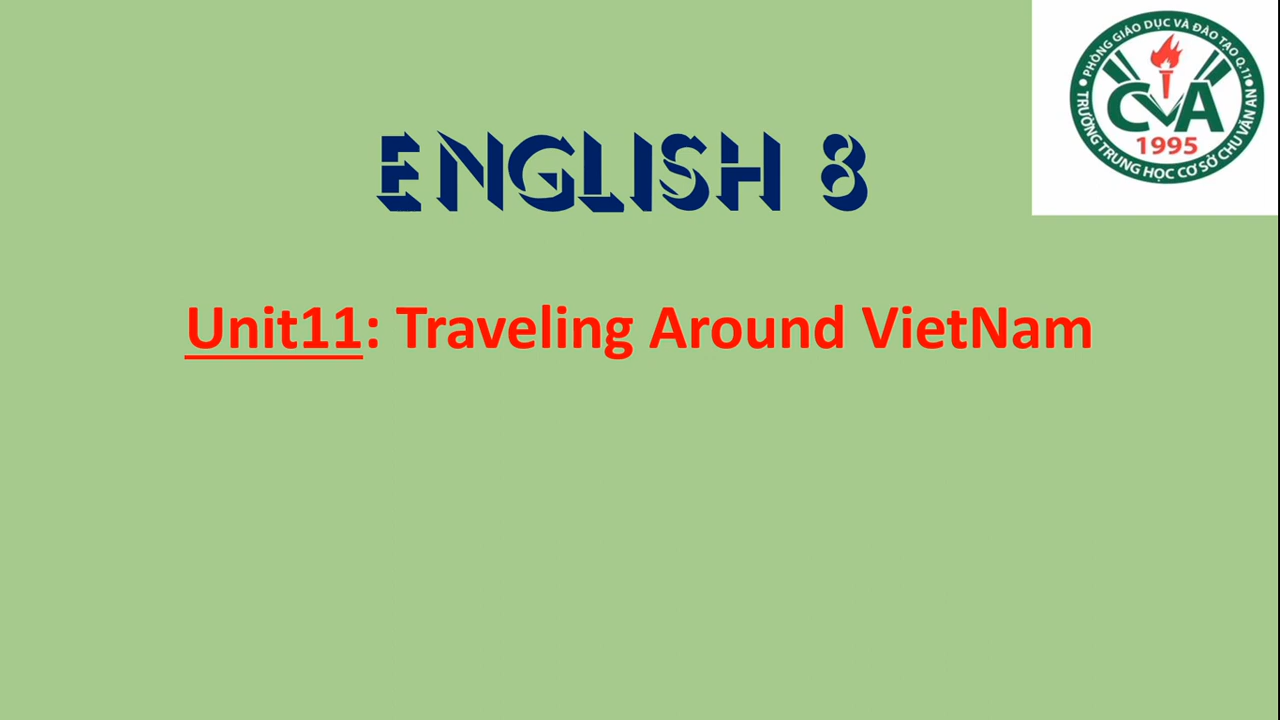 PHÒNG GIÁO DỤC VÀ ĐÀO TẠO Q.11
CVA
1995
TRƯỜNG TRUNG HỌC CƠ SỞ CHU VĂN AN
ENGLISH 8
Unit11: Traveling Around VietNam